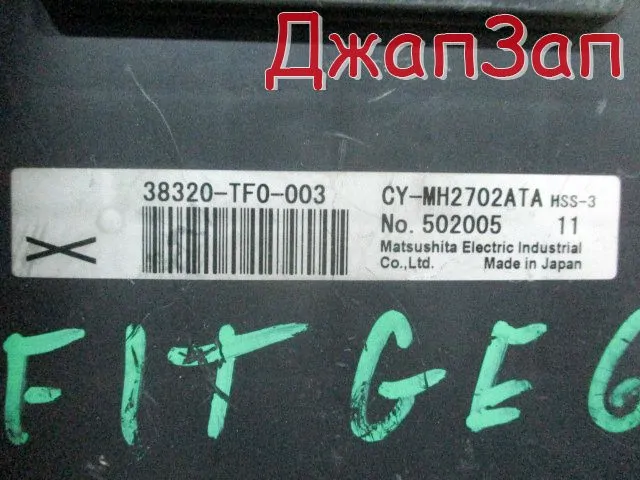 ДжапЗап
38320-TF0-003 CY-MH2702ATA HSS-3
No. 502005 11
Matsushita Electric Industrial
Co.,Ltd. Made in Japan
X
FIT GE6